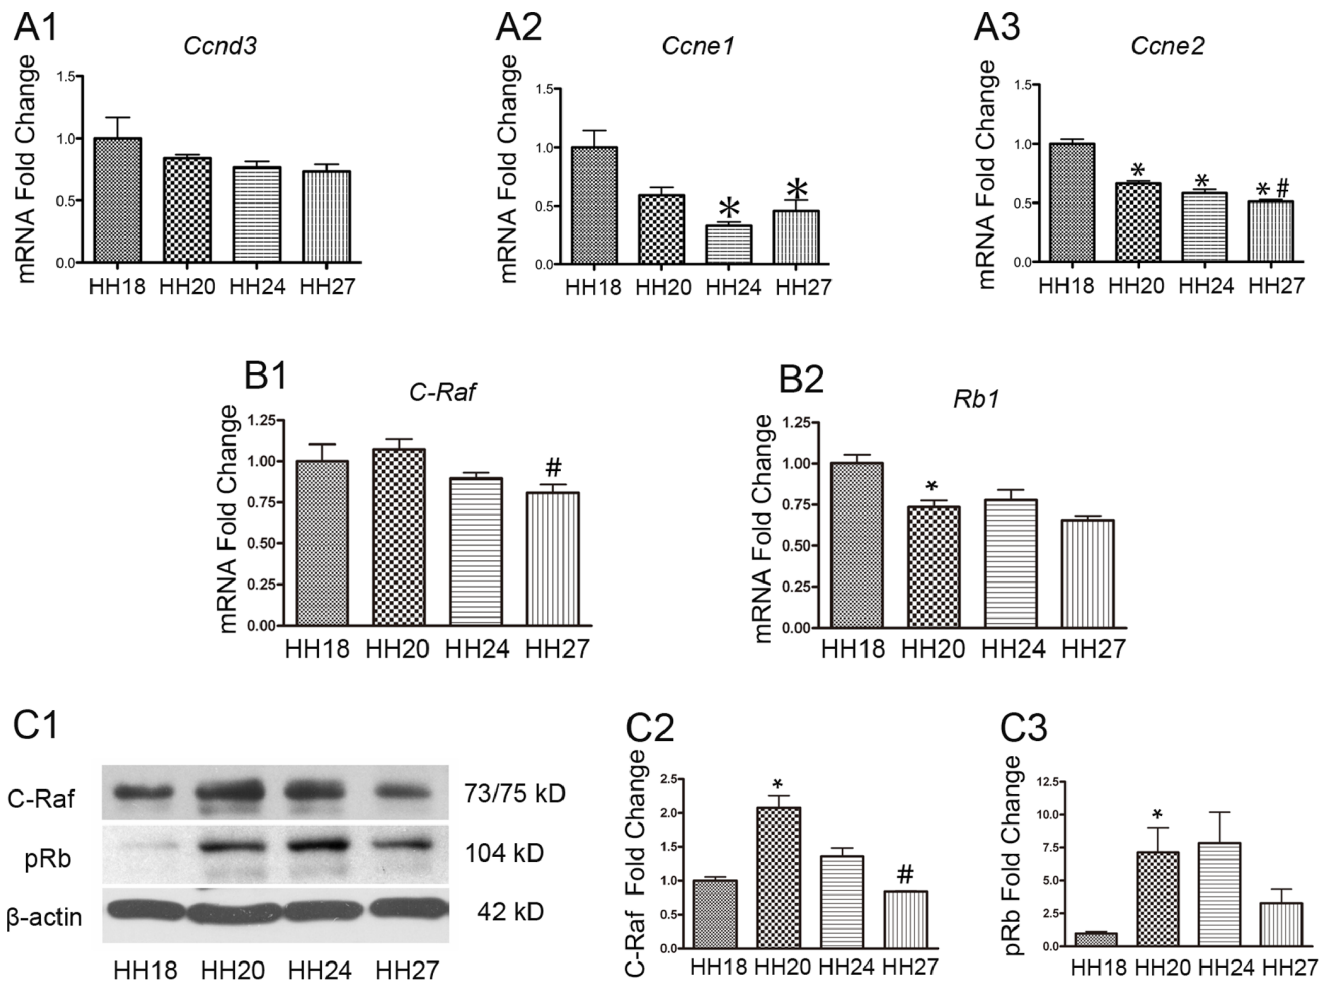 A1
Ccnd3
mRNA Fold Change
1.5
1.0
0.5
0.0
HH18 HH20 HH24 HH27
A2
Ccne1
mRNA Fold Change
1.5
1.0
0.5
0.0
* *
HH18 HH20 HH24 HH27
A3
Ccne2
mRNA Fold Change
1.5
1.0
0.5
0.0
* * * #
HH18 HH20 HH24 HH27
B1
C-Raf
mRNA Fold Change
1.25
1.00
0.75
0.50
0.25
0.00
#
HH18 HH20 HH24 HH27
B2
Rb1
mRNA Fold Change
1.25
1.00
0.75
0.50
0.25
0.00
*
HH18 HH20 HH24 HH27
C1
C-Raf 73/75 kD
pRb 104 kD
β-actin 42 kD
HH18 HH20 HH24 HH27
C2
C-Raf Fold Change
2.5
2.0
1.5
1.0
0.5
0.0
* #
HH18 HH20 HH24 HH27
C3
pRb Fold Change
12.5
10.0
7.5
5.0
2.5
0.0
*
HH18 HH20 HH24 HH27